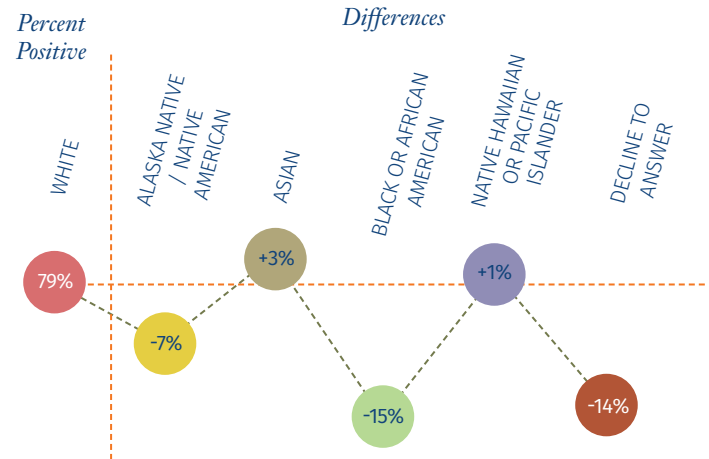 Percent
Positive
Differences
WHITE
ALASKA NATIVE
/ NATIVE
AMERICAN
ASIAN
BLACK OR AFRICAN
AMERICAN
NATIVE HAWAIIAN
OR PACIFIC
ISLANDER
DECLINE TO
ANSWER
79%
-7%
+3%
-15%
+1%
-14%